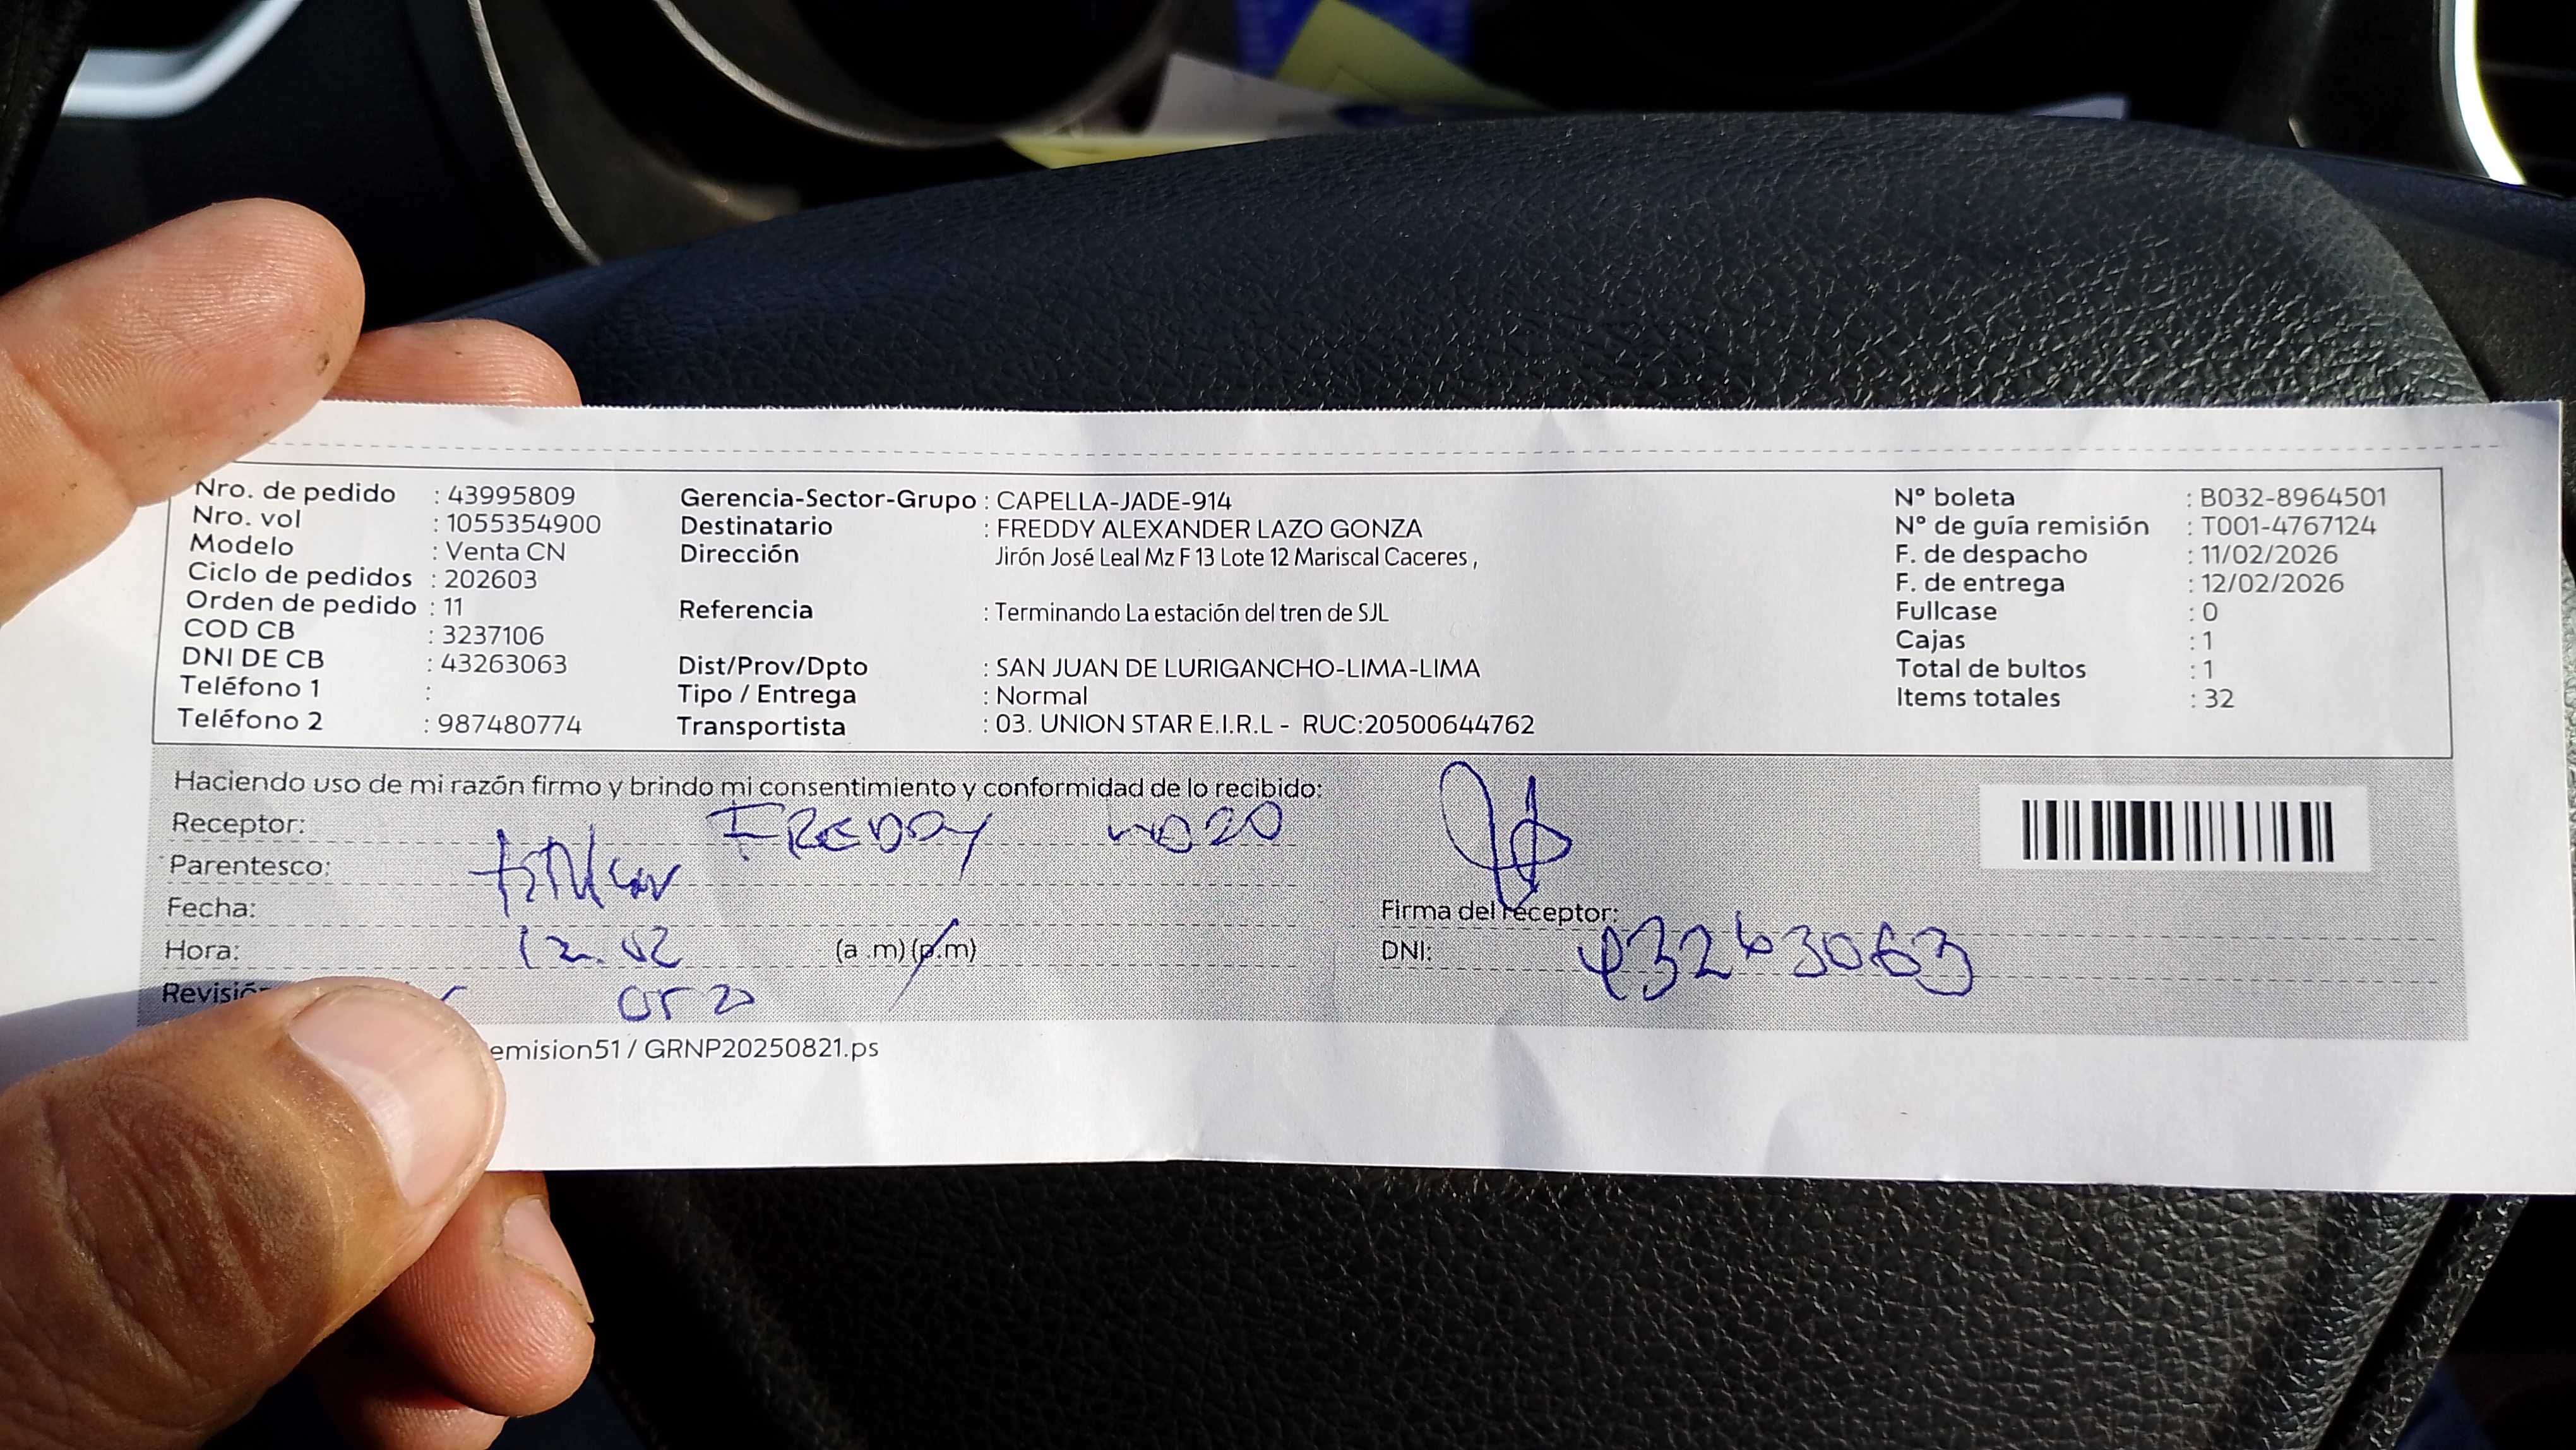 Nro. de pedido : 43995809 Gerencia-Sector-Grupo : CAPELLA-JADE-914 N° boleta : B032-8964501
Nro. vol : 1055354900 Destinatario : FREDDY ALEXANDER LAZO GONZA N° de guía remisión : T001-4767124
Modelo : Venta CN Dirección Jirón José Leal Mz F 13 Lote 12 Mariscal Caceres , F. de despacho : 11/02/2026
Ciclo de pedidos : 202603 F. de entrega : 12/02/2026
Orden de pedido : 11 Referencia : Terminando La estación del tren de SJL Fullcase : 0
COD CB : 3237106 Cajas : 1
DNI DE CB : 43263063 Dist/Prov/Dpto : SAN JUAN DE LURIGANCHO-LIMA-LIMA Total de bultos : 1
Teléfono 1 : Tipo / Entrega : Normal Items totales : 32
Teléfono 2 : 987480774 Transportista : 03. UNION STAR E.I.R.L - RUC:20500644762
Haciendo uso de mi razón firmo y brindo mi consentimiento y conformidad de lo recibido:
Receptor: FREDDY LAZO
Parentesco: titular
Fecha: Firma del receptor:
Hora: 12.02 (a .m) (p.m) DNI: 43263063
emision51 / GRNP20250821.ps